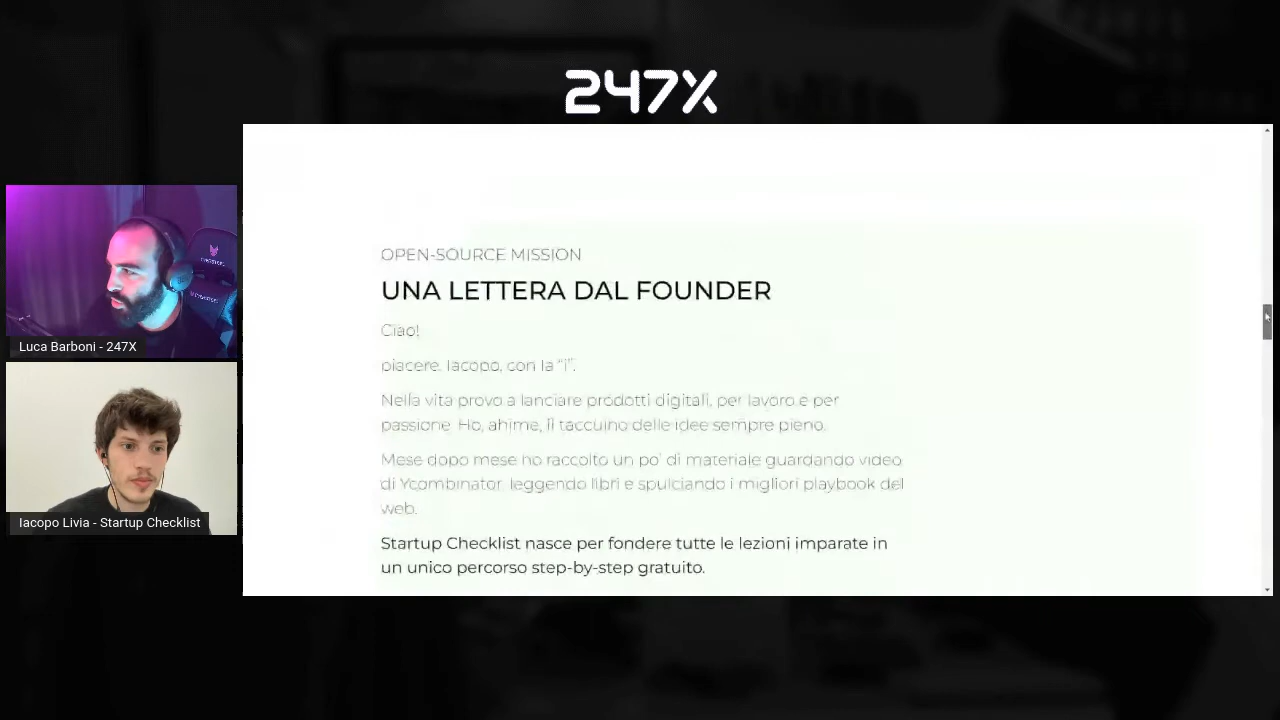 247X
Luca Barboni - 247X
Iacopo Livia - Startup Checklist
OPEN-SOURCE MISSION
UNA LETTERA DAL FOUNDER
Ciao!
piacere, Iacopo, con la "i".
Nella vita provo a lanciare prodotti digitali, per lavoro e per
passione. Ho, ahimè, il taccuino delle idee sempre pieno.
Mese dopo mese ho raccolto un po' di materiale guardando video
di Ycombinator, leggendo libri e spulciando i migliori playbook del
web.
Startup Checklist nasce per fondere tutte le lezioni imparate in
un unico percorso step-by-step gratuito.